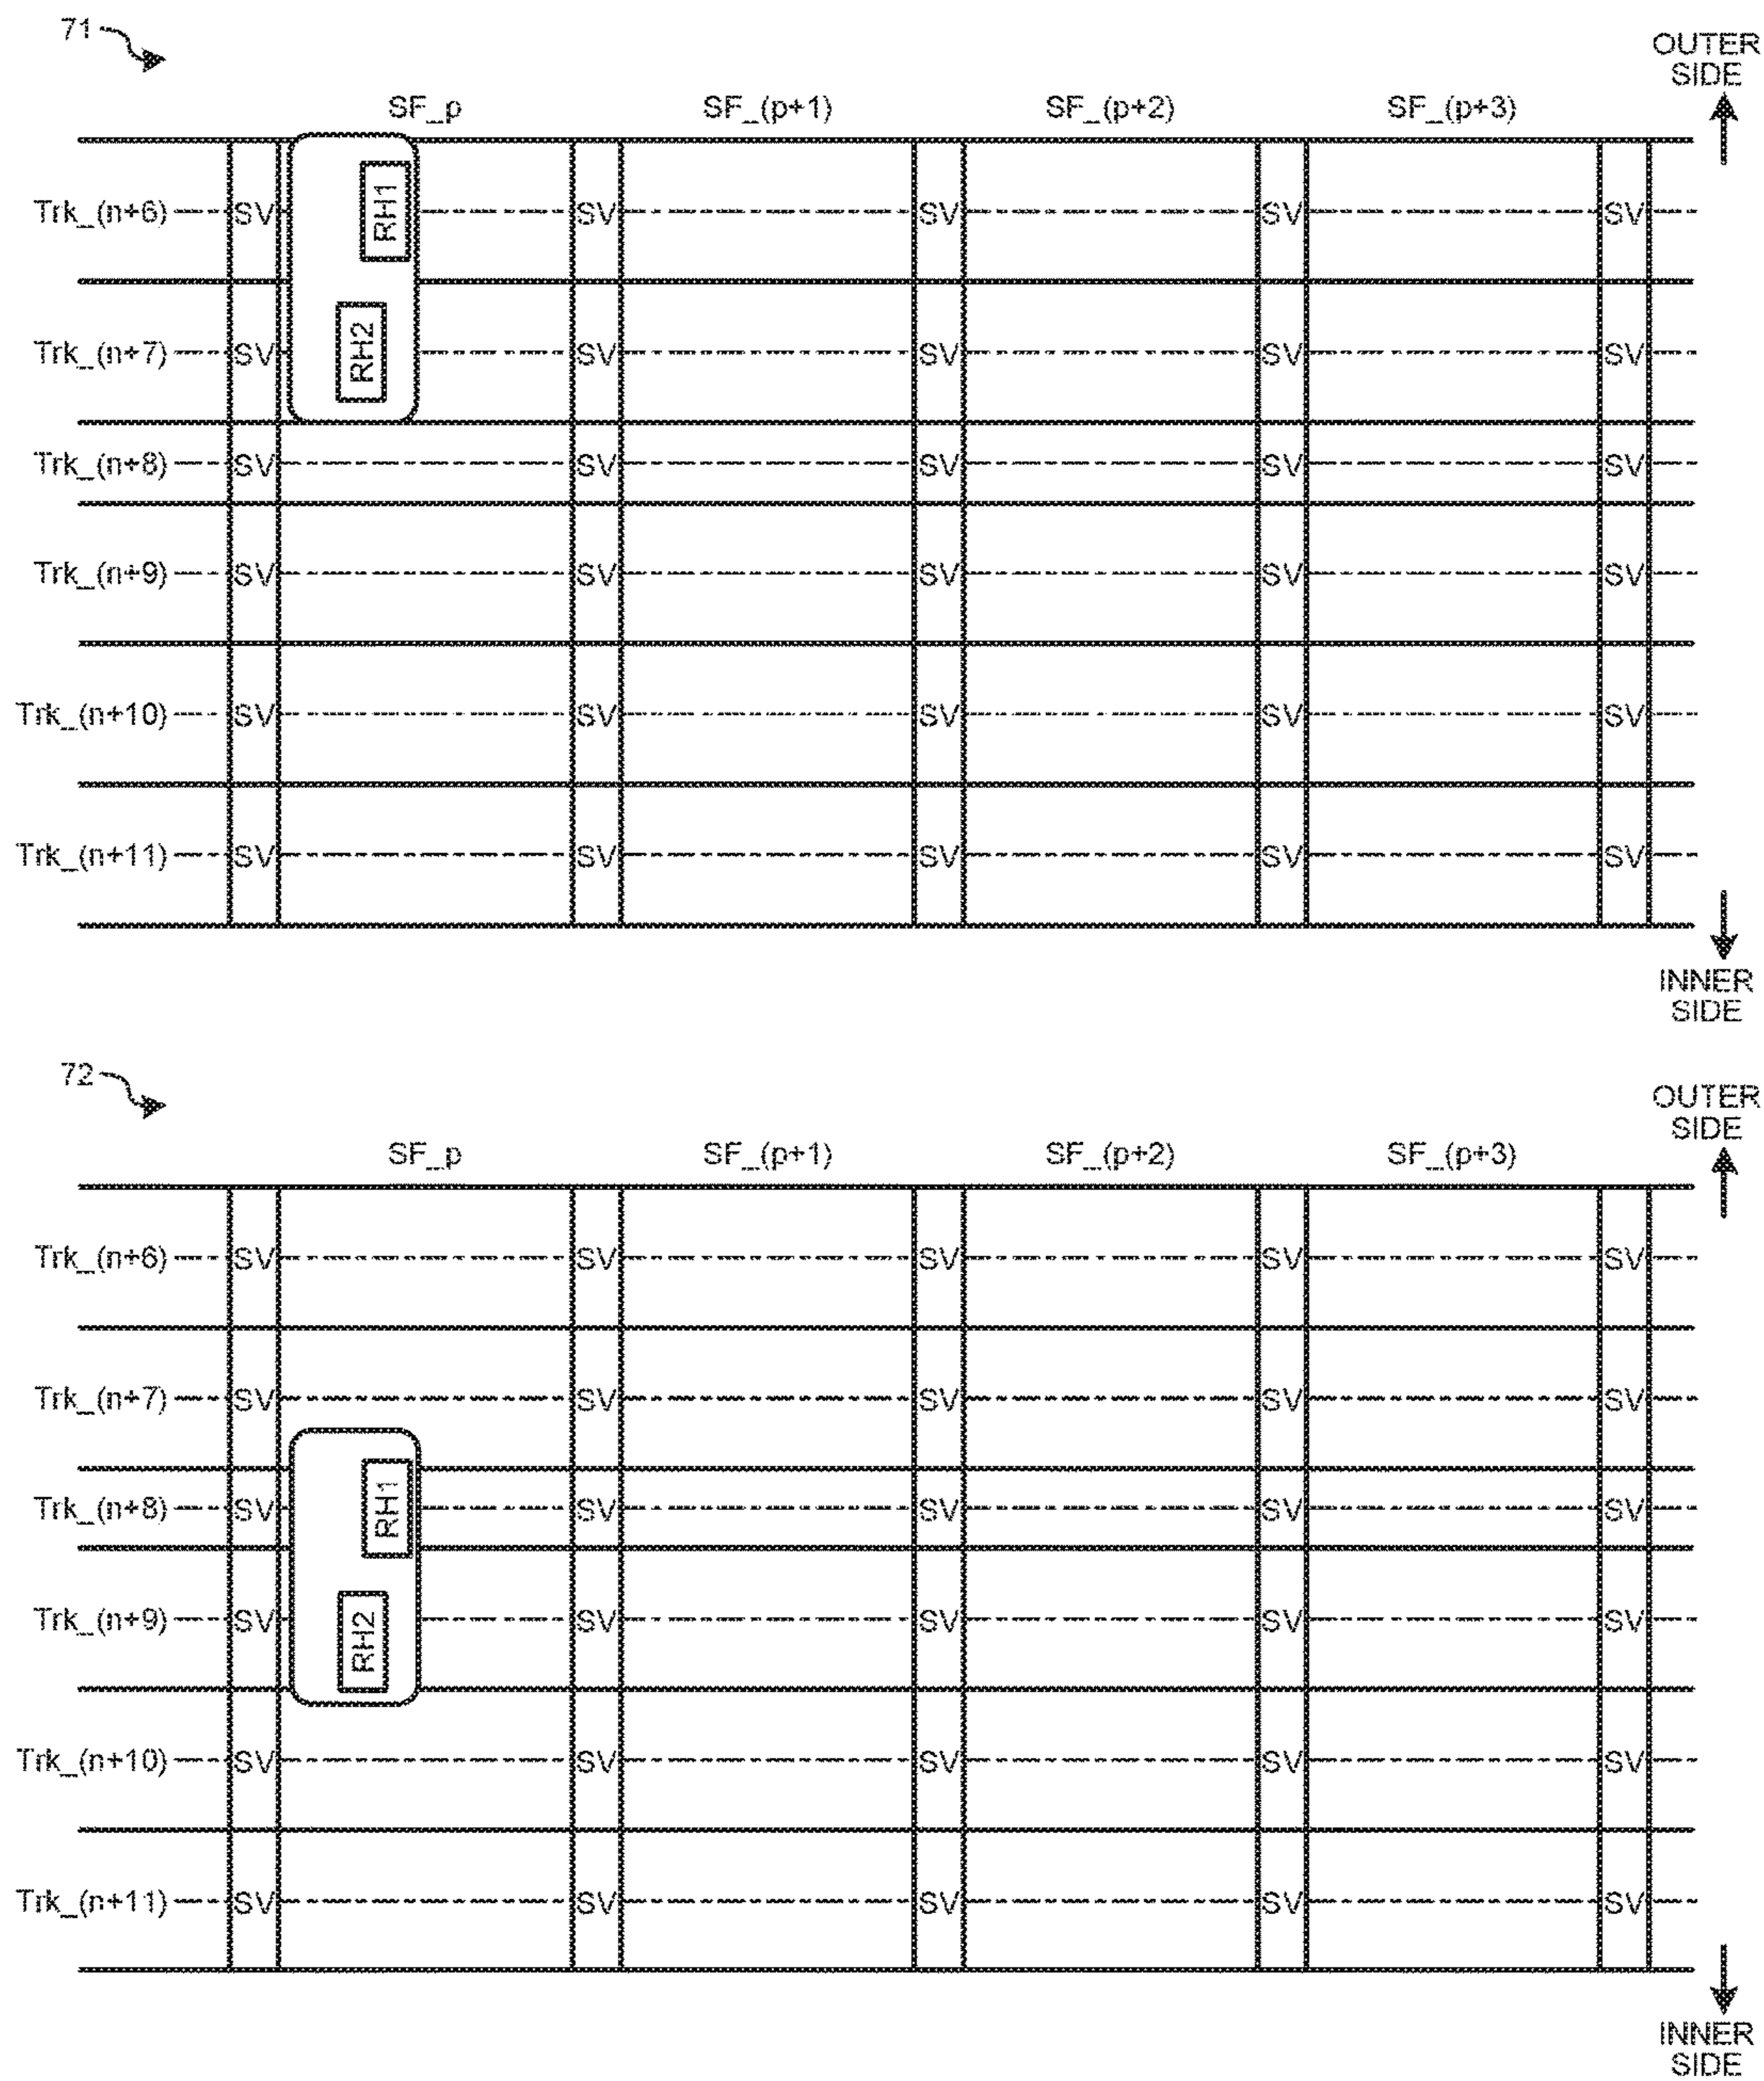 71
OUTER
SIDE
SF_p SF_(p+1) SF_(p+2) SF_(p+3)
RH1
Trk_(n+6) SV SV SV SV SV
RH2
Trk_(n+7) SV SV SV SV SV
Trk_(n+8) SV SV SV SV SV
Trk_(n+9) SV SV SV SV SV
Trk_(n+10) SV SV SV SV SV
Trk_(n+11) SV SV SV SV SV
INNER
SIDE
72
OUTER
SIDE
SF_p SF_(p+1) SF_(p+2) SF_(p+3)
Trk_(n+6) SV SV SV SV SV
Trk_(n+7) SV SV SV SV SV
RH1
Trk_(n+8) SV SV SV SV SV
RH2
Trk_(n+9) SV SV SV SV SV
Trk_(n+10) SV SV SV SV SV
Trk_(n+11) SV SV SV SV SV
INNER
SIDE